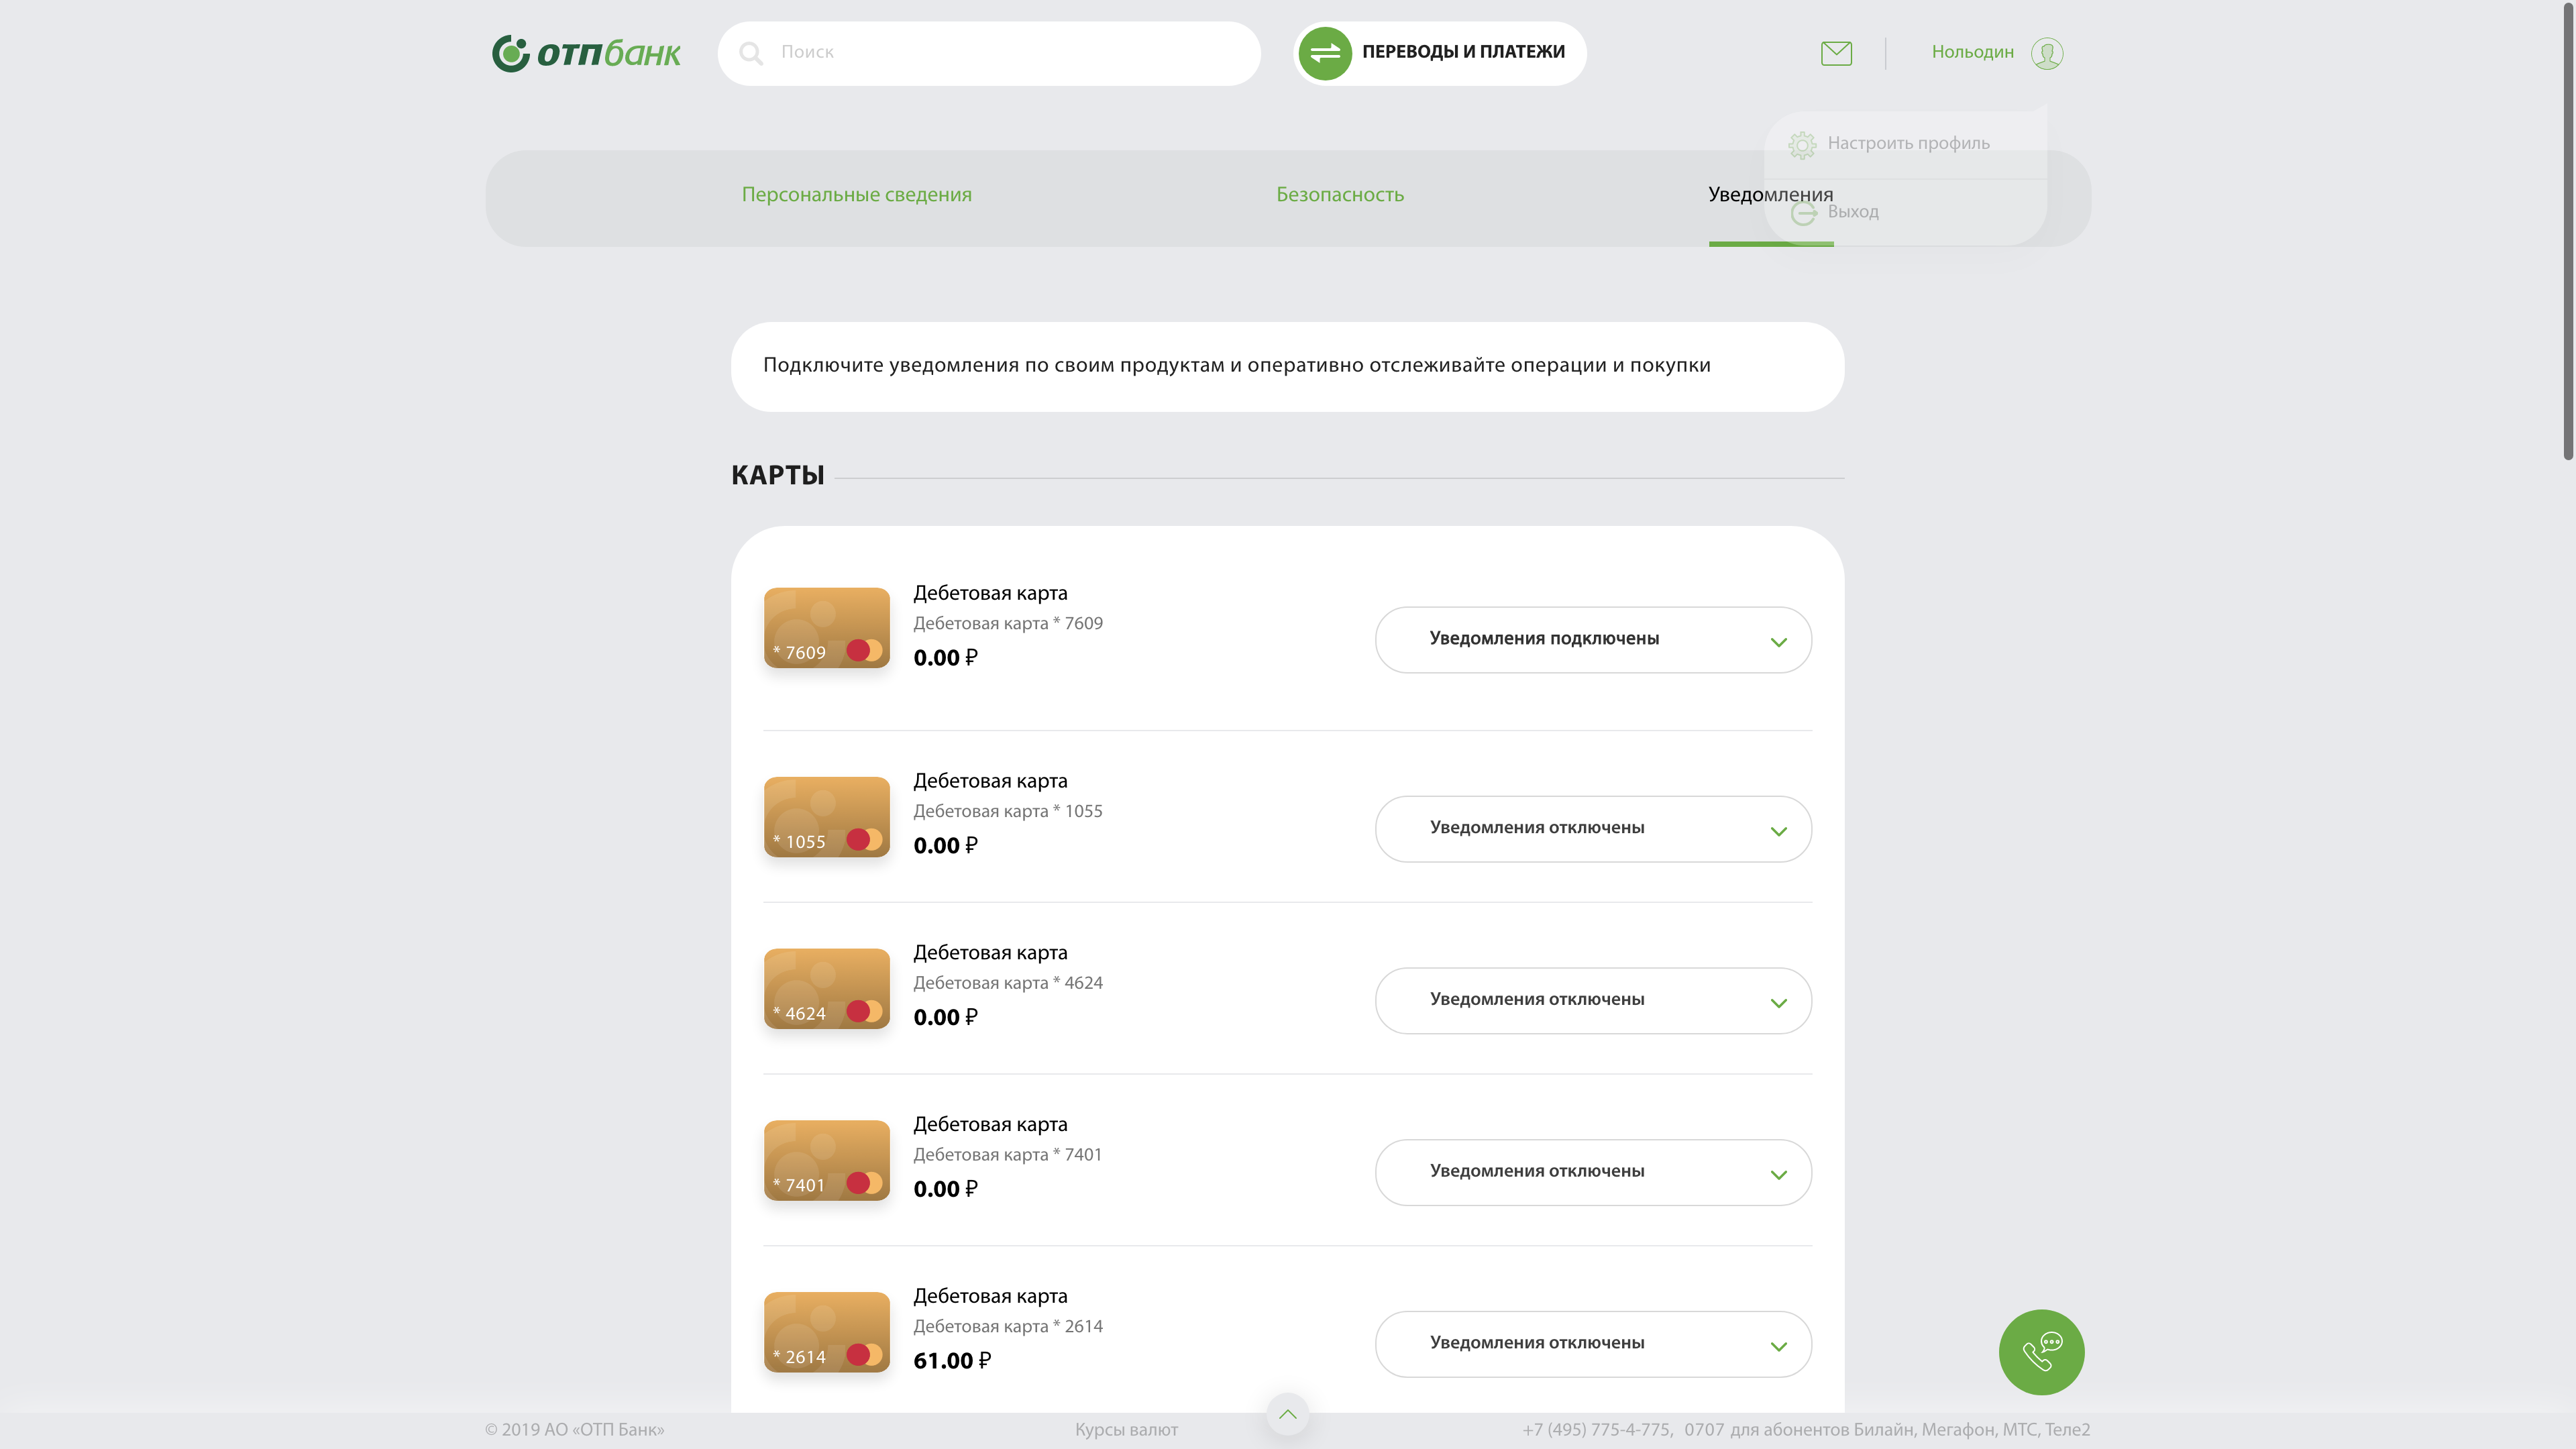 отпбанк
Поиск
ПЕРЕВОДЫ И ПЛАТЕЖИ
Нольодин
Настроить профиль
Выход
Персональные сведения
Безопасность
Уведомления
Подключите уведомления по своим продуктам и оперативно отслеживайте операции и покупки
КАРТЫ
* 7609
Дебетовая карта
Дебетовая карта * 7609
0.00 ₽
Уведомления подключены
* 1055
Дебетовая карта
Дебетовая карта * 1055
0.00 ₽
Уведомления отключены
* 4624
Дебетовая карта
Дебетовая карта * 4624
0.00 ₽
Уведомления отключены
* 7401
Дебетовая карта
Дебетовая карта * 7401
0.00 ₽
Уведомления отключены
* 2614
Дебетовая карта
Дебетовая карта * 2614
61.00 ₽
Уведомления отключены
© 2019 АО «ОТП Банк»
Курсы валют
+7 (495) 775-4-775, 0707 для абонентов Билайн, Мегафон, МТС, Теле2